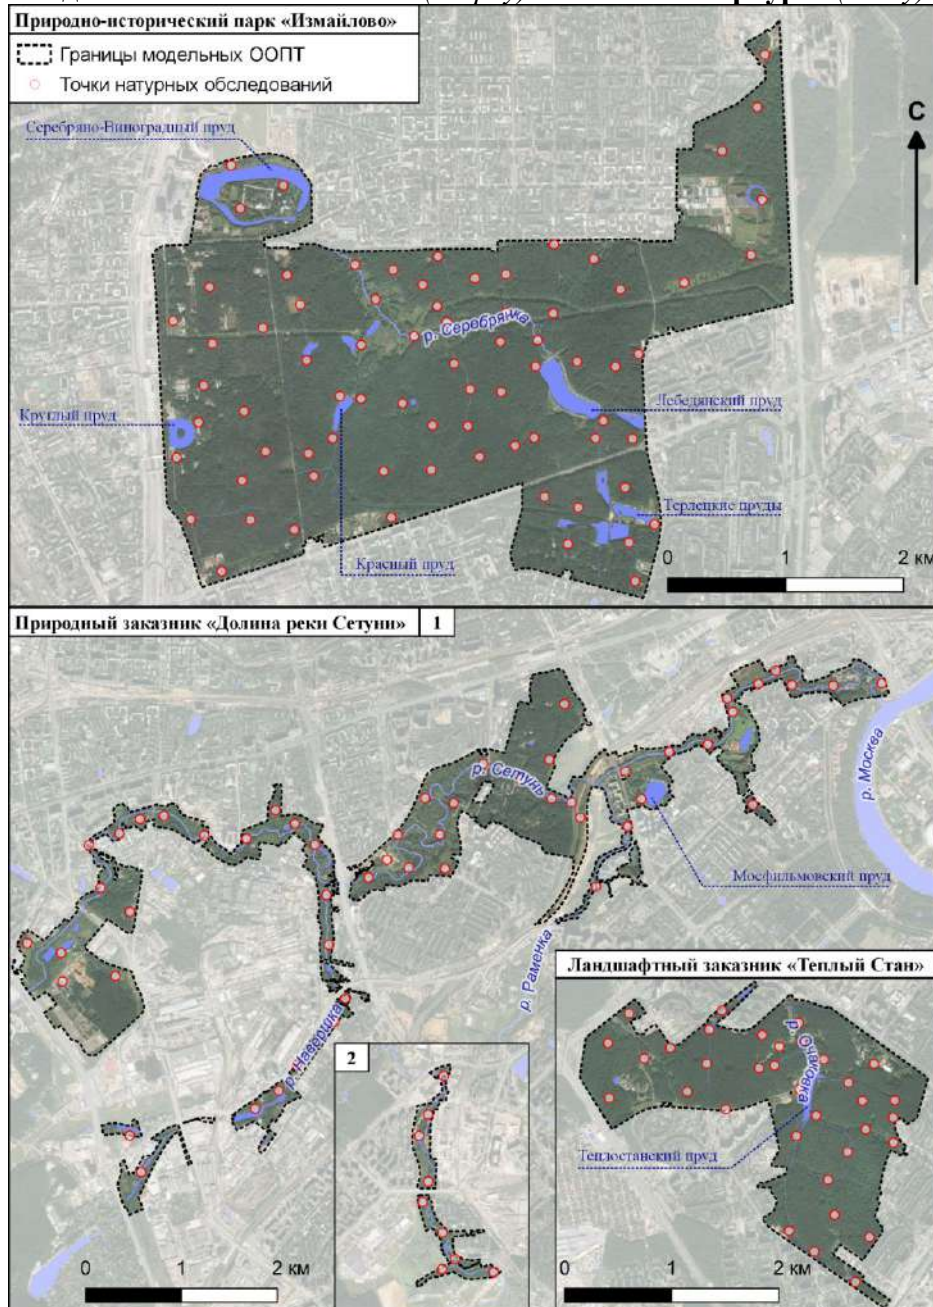 Природно-исторический парк «Измайлово»
Границы модельных ООПТ
Точки натурных обследований
С
Серебряно-Виноградный пруд
р. Серебрянка
Круглый пруд
Лебедянский пруд
Терлецкие пруды
Красный пруд
0 1 2 км
Природный заказник «Долина реки Сетуни» 1
р. Сетунь
р. Москва
Мосфильмовский пруд
р. Раменка
Ландшафтный заказник «Теплый Стан»
р. Навершка
2
р. Очаковка
Теплостанский пруд
0 1 2 км
0 1 2 км